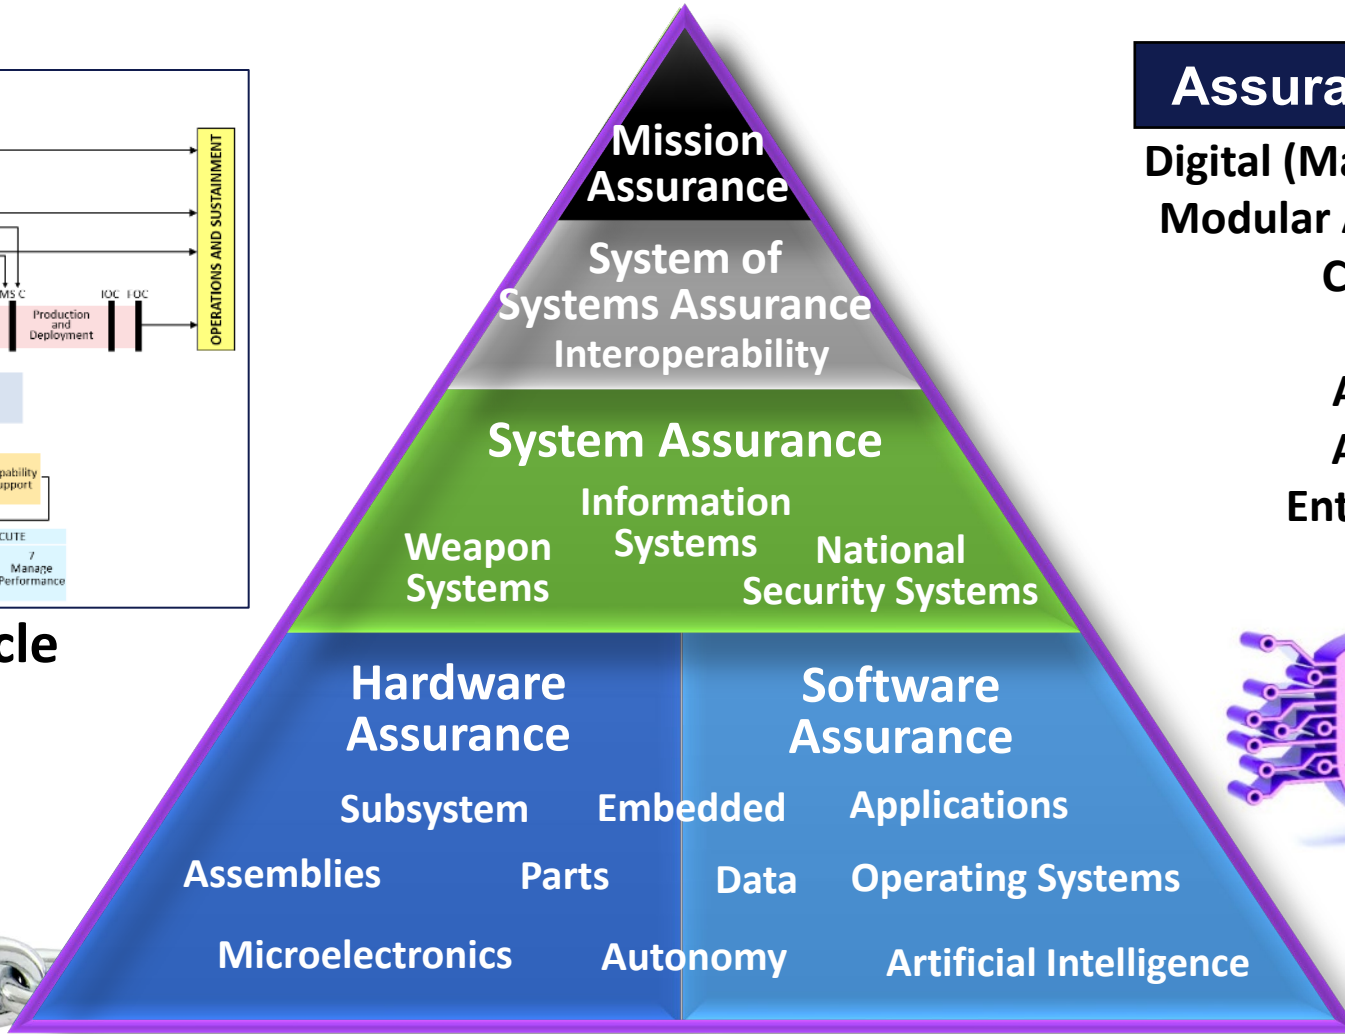 OPERATIONS AND SUSTAINMENT
MS C
IOC FOC
Production
and
Deployment
7
Manage
Performance
Mission
Assurance
System of
Systems Assurance
Interoperability
System Assurance
Information
Systems
Weapon
Systems
National
Security Systems
Hardware
Assurance
Software
Assurance
Subsystem
Embedded
Applications
Assemblies
Parts
Data
Operating Systems
Microelectronics
Autonomy
Artificial Intelligence
Digital
Modular